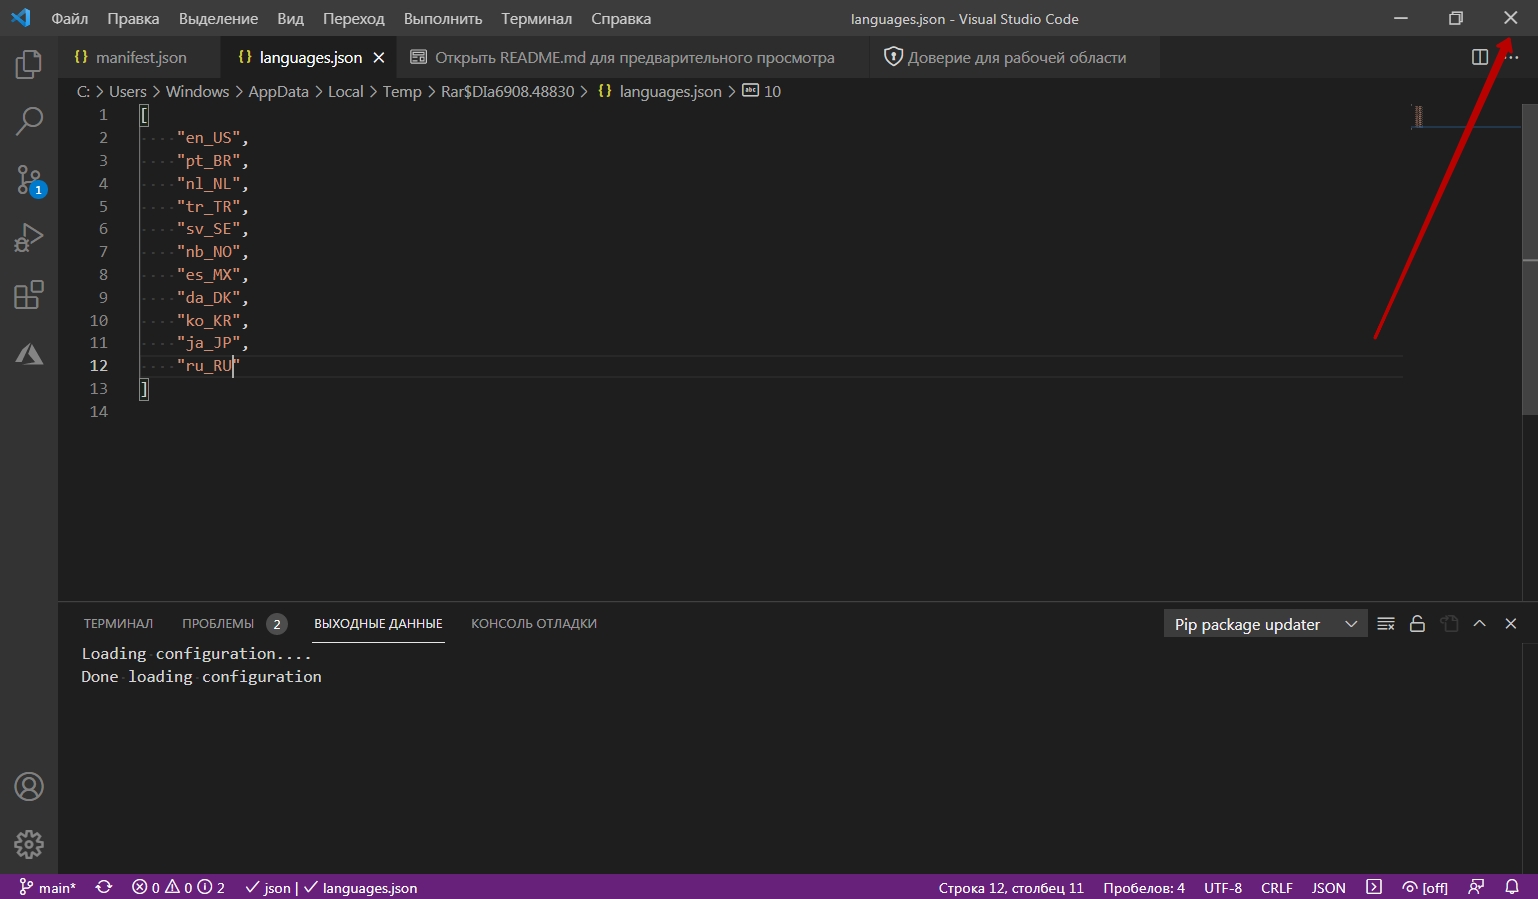 Файл Правка Выделение Вид Переход Выполнить Терминал Справка languages.json - Visual Studio Code
{} manifest.json {} languages.json Открыть README.md для предварительного просмотра Доверие для рабочей области
C: > Users > Windows > AppData > Local > Temp > Rar$DIa6908.48830 > {} languages.json > abc 10
1 [
2 ····"en_US",
3 ····"pt_BR",
4 ····"nl_NL",
5 ····"tr_TR",
6 ····"sv_SE",
7 ····"nb_NO",
8 ····"es_MX",
9 ····"da_DK",
10 ····"ko_KR",
11 ····"ja_JP",
12 ····"ru_RU"
13 ]
14
1
ТЕРМИНАЛ ПРОБЛЕМЫ 2 ВЫХОДНЫЕ ДАННЫЕ КОНСОЛЬ ОТЛАДКИ Pip package updater
Loading·configuration....
Done·loading·configuration
main* 0 0 2 json | languages.json Строка 12, столбец 11 Пробелов: 4 UTF-8 CRLF JSON [off]